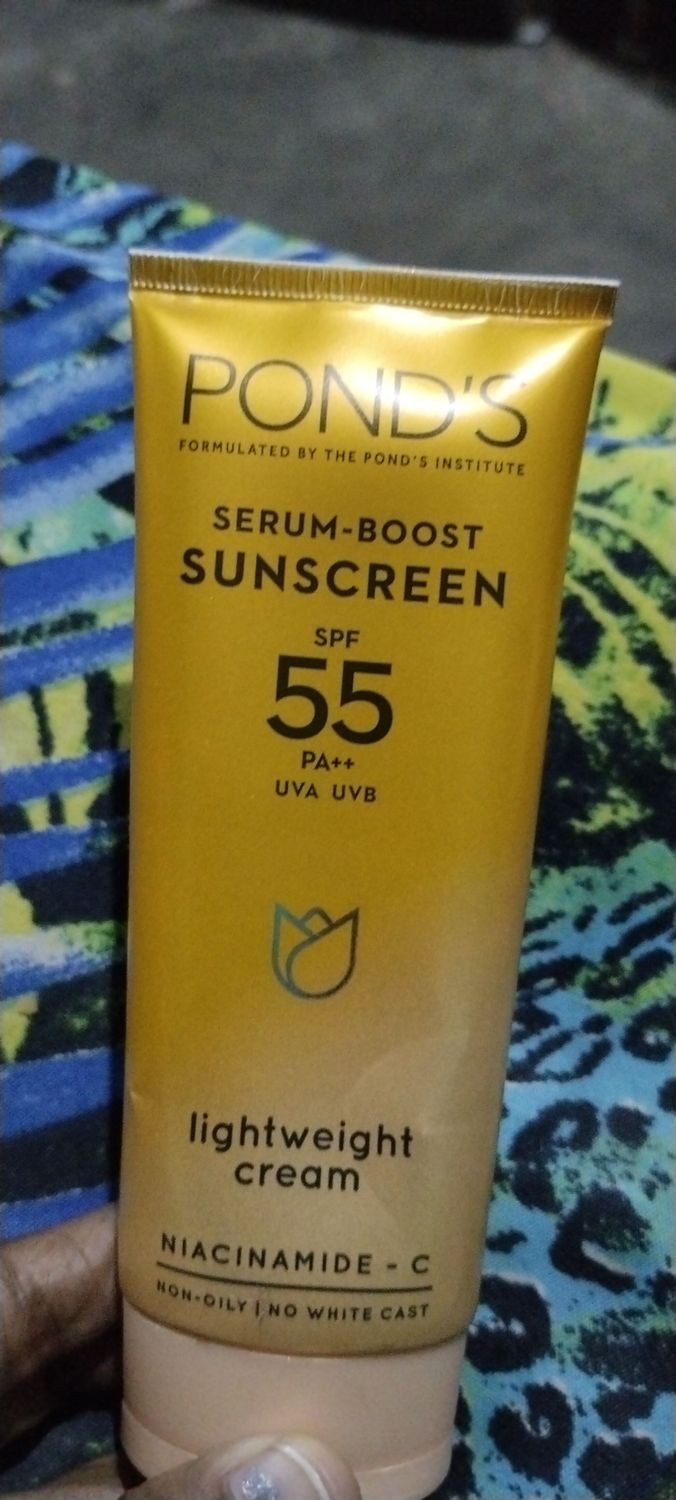 POND'S
FORMULATED BY THE POND'S INSTITUTE
SERUM-BOOST
SUNSCREEN
SPF
55
PA++
UVA UVB
lightweight
cream
NIACINAMIDE - C
NON-OILY | NO WHITE CAST